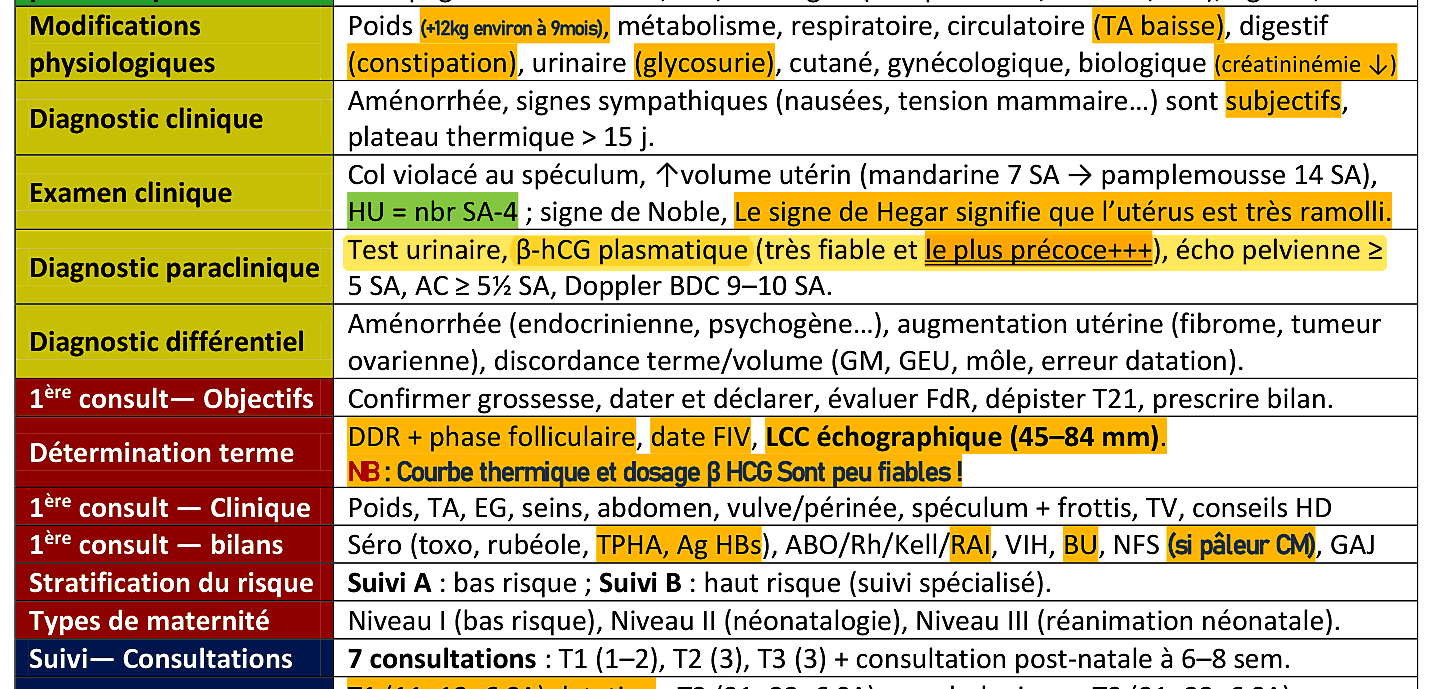 Modifications physiologiques
Poids (+12kg environ à 9mois), métabolisme, respiratoire, circulatoire (TA baisse), digestif
(constipation), urinaire (glycosurie), cutané, gynécologique, biologique (créatininémie ↓)
Diagnostic clinique
Aménorrhée, signes sympathiques (nausées, tension mammaire…) sont subjectifs,
plateau thermique > 15 j.
Examen clinique
Col violacé au spéculum, ↑volume utérin (mandarine 7 SA → pamplemousse 14 SA),
HU = nbr SA-4 ; signe de Noble, Le signe de Hegar signifie que l’utérus est très ramolli.
Diagnostic paraclinique
Test urinaire, β-hCG plasmatique (très fiable et le plus précoce+++), écho pelvienne ≥
5 SA, AC ≥ 5½ SA, Doppler BDC 9–10 SA.
Diagnostic différentiel
Aménorrhée (endocrinienne, psychogène…), augmentation utérine (fibrome, tumeur
ovarienne), discordance terme/volume (GM, GEU, môle, erreur datation).
1ère consult— Objectifs
Confirmer grossesse, dater et déclarer, évaluer FdR, dépister T21, prescrire bilan.
Détermination terme
DDR + phase folliculaire, date FIV, LCC échographique (45–84 mm).
NB : Courbe thermique et dosage β HCG Sont peu fiables !
1ère consult — Clinique
Poids, TA, EG, seins, abdomen, vulve/périnée, spéculum + frottis, TV, conseils HD
1ère consult — bilans
Séro (toxo, rubéole, TPHA, Ag HBs), ABO/Rh/Kell/RAI, VIH, BU, NFS (si pâleur CM), GAJ
Stratification du risque
Suivi A : bas risque ; Suivi B : haut risque (suivi spécialisé).
Types de maternité
Niveau I (bas risque), Niveau II (néonatalogie), Niveau III (réanimation néonatale).
Suivi— Consultations
7 consultations : T1 (1–2), T2 (3), T3 (3) + consultation post-natale à 6–8 sem.